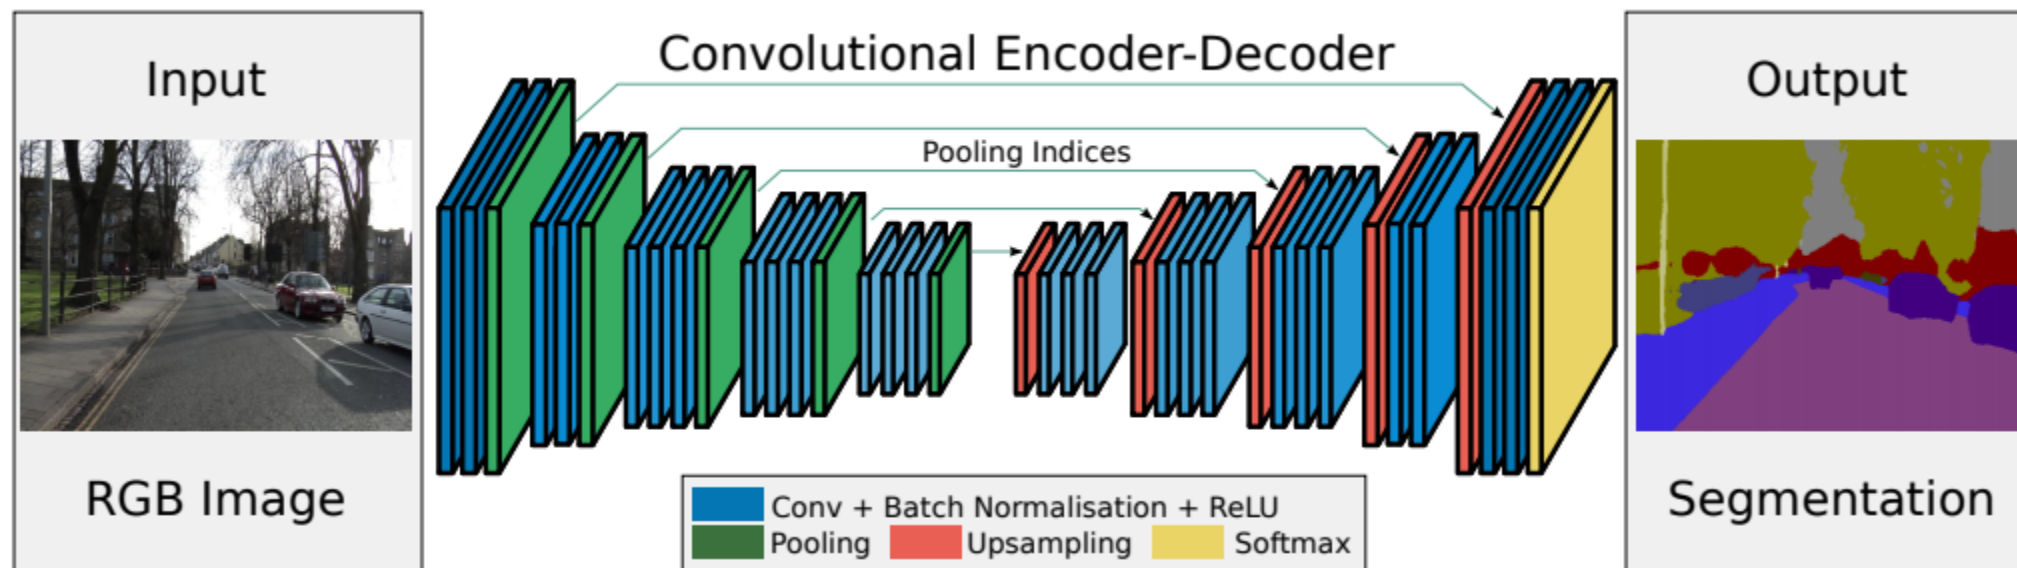 Convolutional Encoder-Decoder
Input
RGB Image
Pooling Indices
Output
Segmentation
Conv + Batch Normalisation + ReLU
Pooling Upsampling Softmax